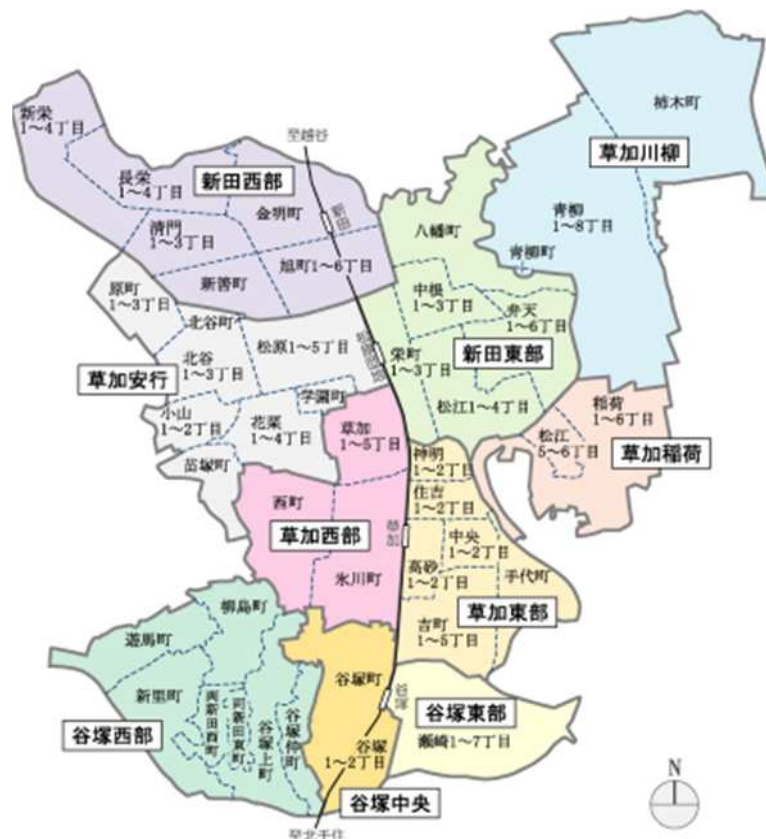 柿木町
草加川柳
青柳
1〜8丁目
青柳町
新栄
1〜4丁目
長栄
1〜4丁目
新田西部
金明町
清門
1〜3丁目
新善町
旭町1〜6丁目
至越谷
新田
八幡町
中根
1〜3丁目
弁天
1〜6丁目
栄町
1〜3丁目
新田東部
松江1〜4丁目
原町
1〜3丁目
北谷町
北谷
1〜3丁目
松原1〜5丁目
学園町
草加安行
小山
1〜2丁目
花栗
1〜4丁目
苗塚町
稲荷
1〜6丁目
松江
5〜6丁目
草加稲荷
草加
1〜5丁目
西町
草加西部
氷川町
草加
神明
1〜2丁目
住吉
1〜2丁目
中央
1〜2丁目
高砂
1〜2丁目
手代町
草加東部
吉町
1〜5丁目
柳島町
遊馬町
新里町
両新田西町
両新田東町
谷塚上町
谷塚仲町
谷塚西部
谷塚町
谷塚
谷塚
1〜2丁目
谷塚中央
谷塚東部
瀬崎1〜7丁目
至北千住
N